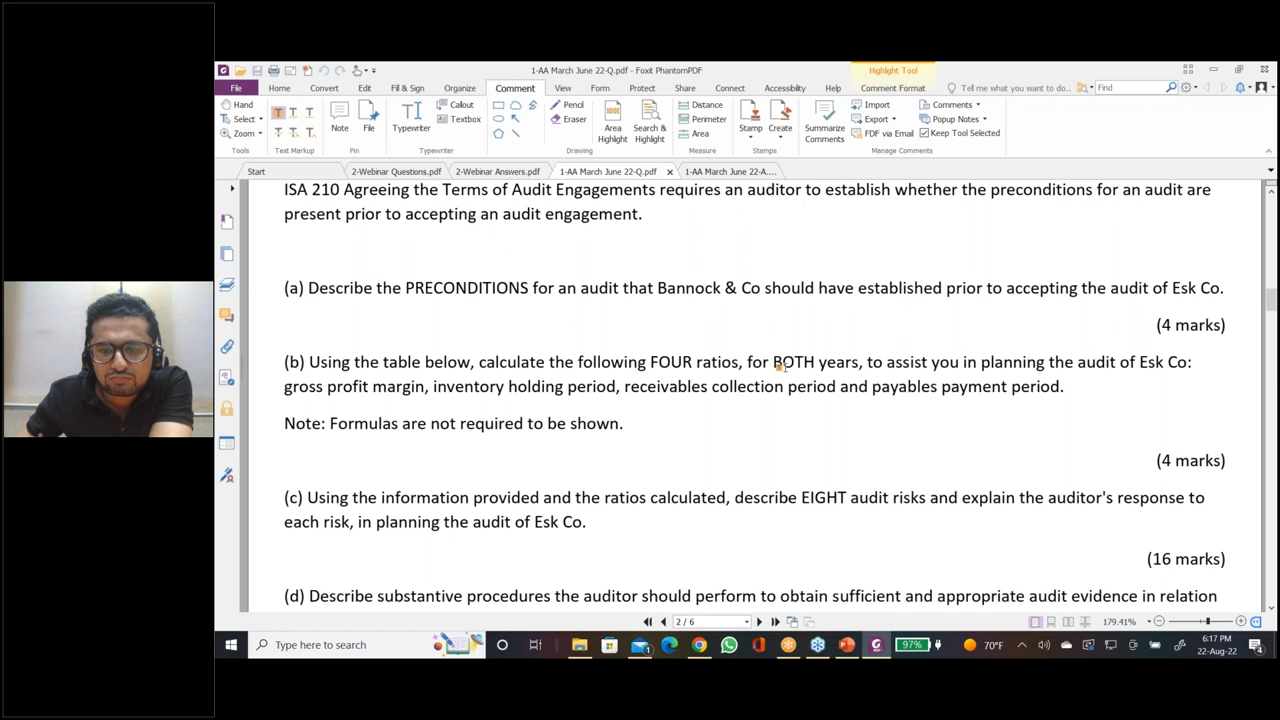 1-AA March June 22-Q.pdf - Foxit PhantomPDF
Highlight Tool
File
Home
Convert
Edit
Fill & Sign
Organize
Comment
View
Form
Protect
Share
Connect
Accessibility
Help
Comment Format
Tell me what you want to do..
Find
Hand
Select
Zoom
Tools
Text Markup
Note
File
Pin
Typewriter
Callout
Textbox
Typewriter
Pencil
Eraser
Drawing
Area Highlight
Search & Highlight
Distance
Perimeter
Area
Measure
Stamp
Create
Stamps
Summarize Comments
Import
Export
FDF via Email
Comments
Popup Notes
Keep Tool Selected
Manage Comments
Start
2-Webinar Questions.pdf
2-Webinar Answers.pdf
1-AA March June 22-Q.pdf
1-AA March June 22-A....
ISA 210 Agreeing the Terms of Audit Engagements requires an auditor to establish whether the preconditions for an audit are
present prior to accepting an audit engagement.
(a) Describe the PRECONDITIONS for an audit that Bannock & Co should have established prior to accepting the audit of Esk Co.
(4 marks)
(b) Using the table below, calculate the following FOUR ratios, for BOTH years, to assist you in planning the audit of Esk Co:
gross profit margin, inventory holding period, receivables collection period and payables payment period.
Note: Formulas are not required to be shown.
(4 marks)
(c) Using the information provided and the ratios calculated, describe EIGHT audit risks and explain the auditor's response to
each risk, in planning the audit of Esk Co.
(16 marks)
(d) Describe substantive procedures the auditor should perform to obtain sufficient and appropriate audit evidence in relation
2 / 6
179.41%
Type here to search
97%
70°F
6:17 PM
22-Aug-22
4